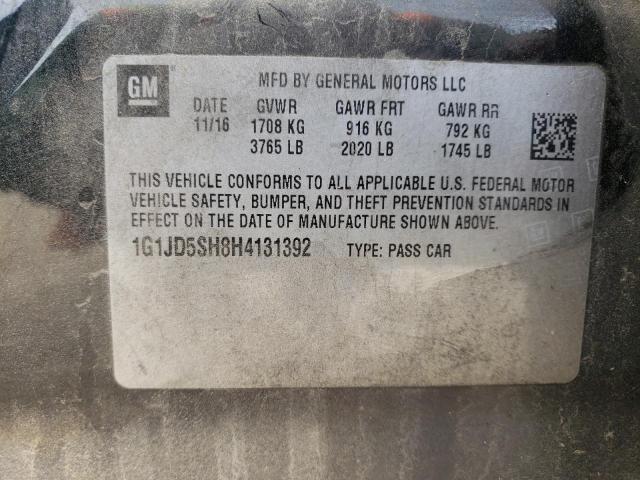 GM
MFD BY GENERAL MOTORS LLC
DATE GVWR GAWR FRT GAWR RR
11/16 1708 KG 916 KG 792 KG
3765 LB 2020 LB 1745 LB
THIS VEHICLE CONFORMS TO ALL APPLICABLE U.S. FEDERAL MOTOR
VEHICLE SAFETY, BUMPER, AND THEFT PREVENTION STANDARDS IN
EFFECT ON THE DATE OF MANUFACTURE SHOWN ABOVE.
1G1JD5SH8H4131392 TYPE: PASS CAR